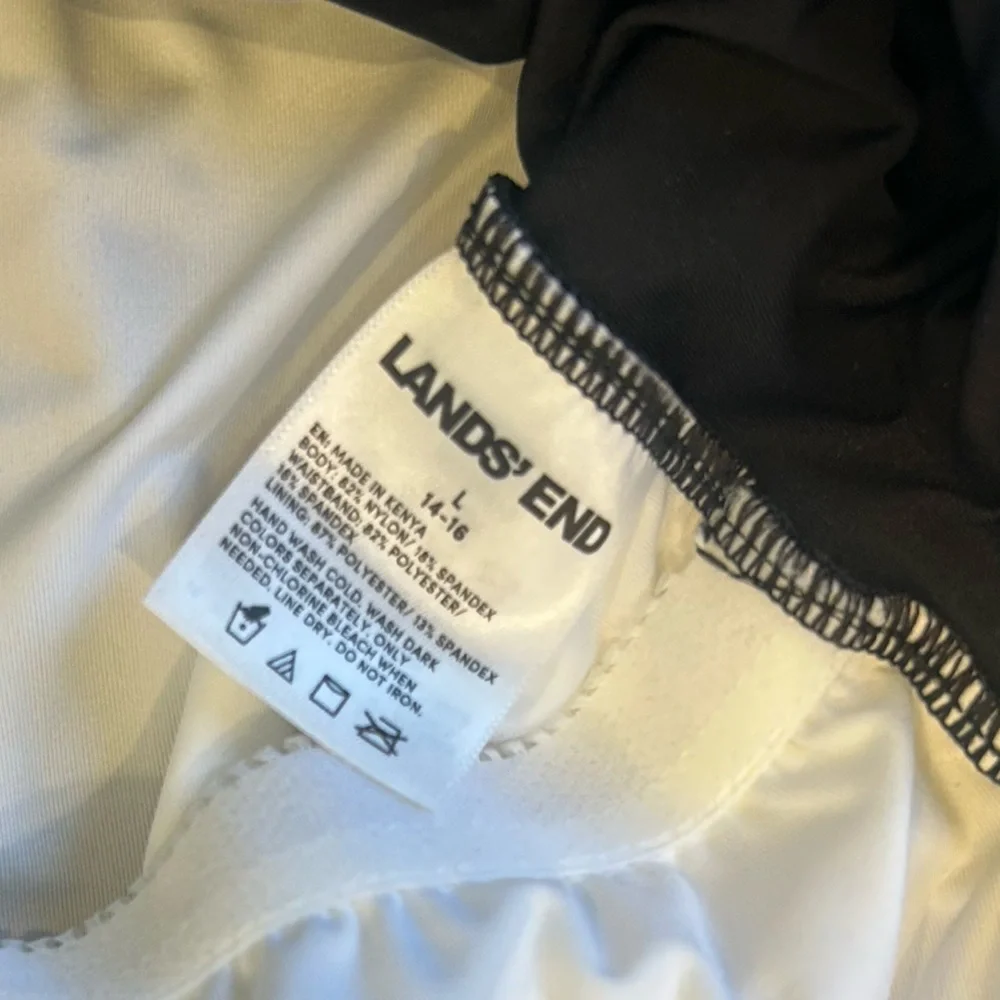 LANDS' END
L
14-16
EN: MADE IN KENYA
BODY: 82% NYLON/ 18% SPANDEX
WAISTBAND: 82% POLYESTER/
18% SPANDEX
LINING: 87% POLYESTER/ 13% SPANDEX
HAND WASH COLD. WASH DARK
COLORS SEPARATELY. ONLY
NON-CHLORINE BLEACH WHEN
NEEDED. LINE DRY. DO NOT IRON.